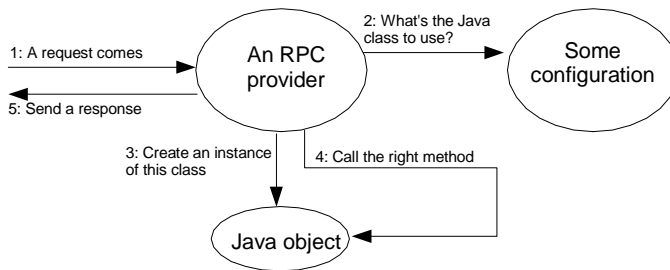 1: A request comes
5: Send a response
An RPC
provider
2: What's the Java
class to use?
Some
configuration
3: Create an instance
of this class
4: Call the right method
Java object